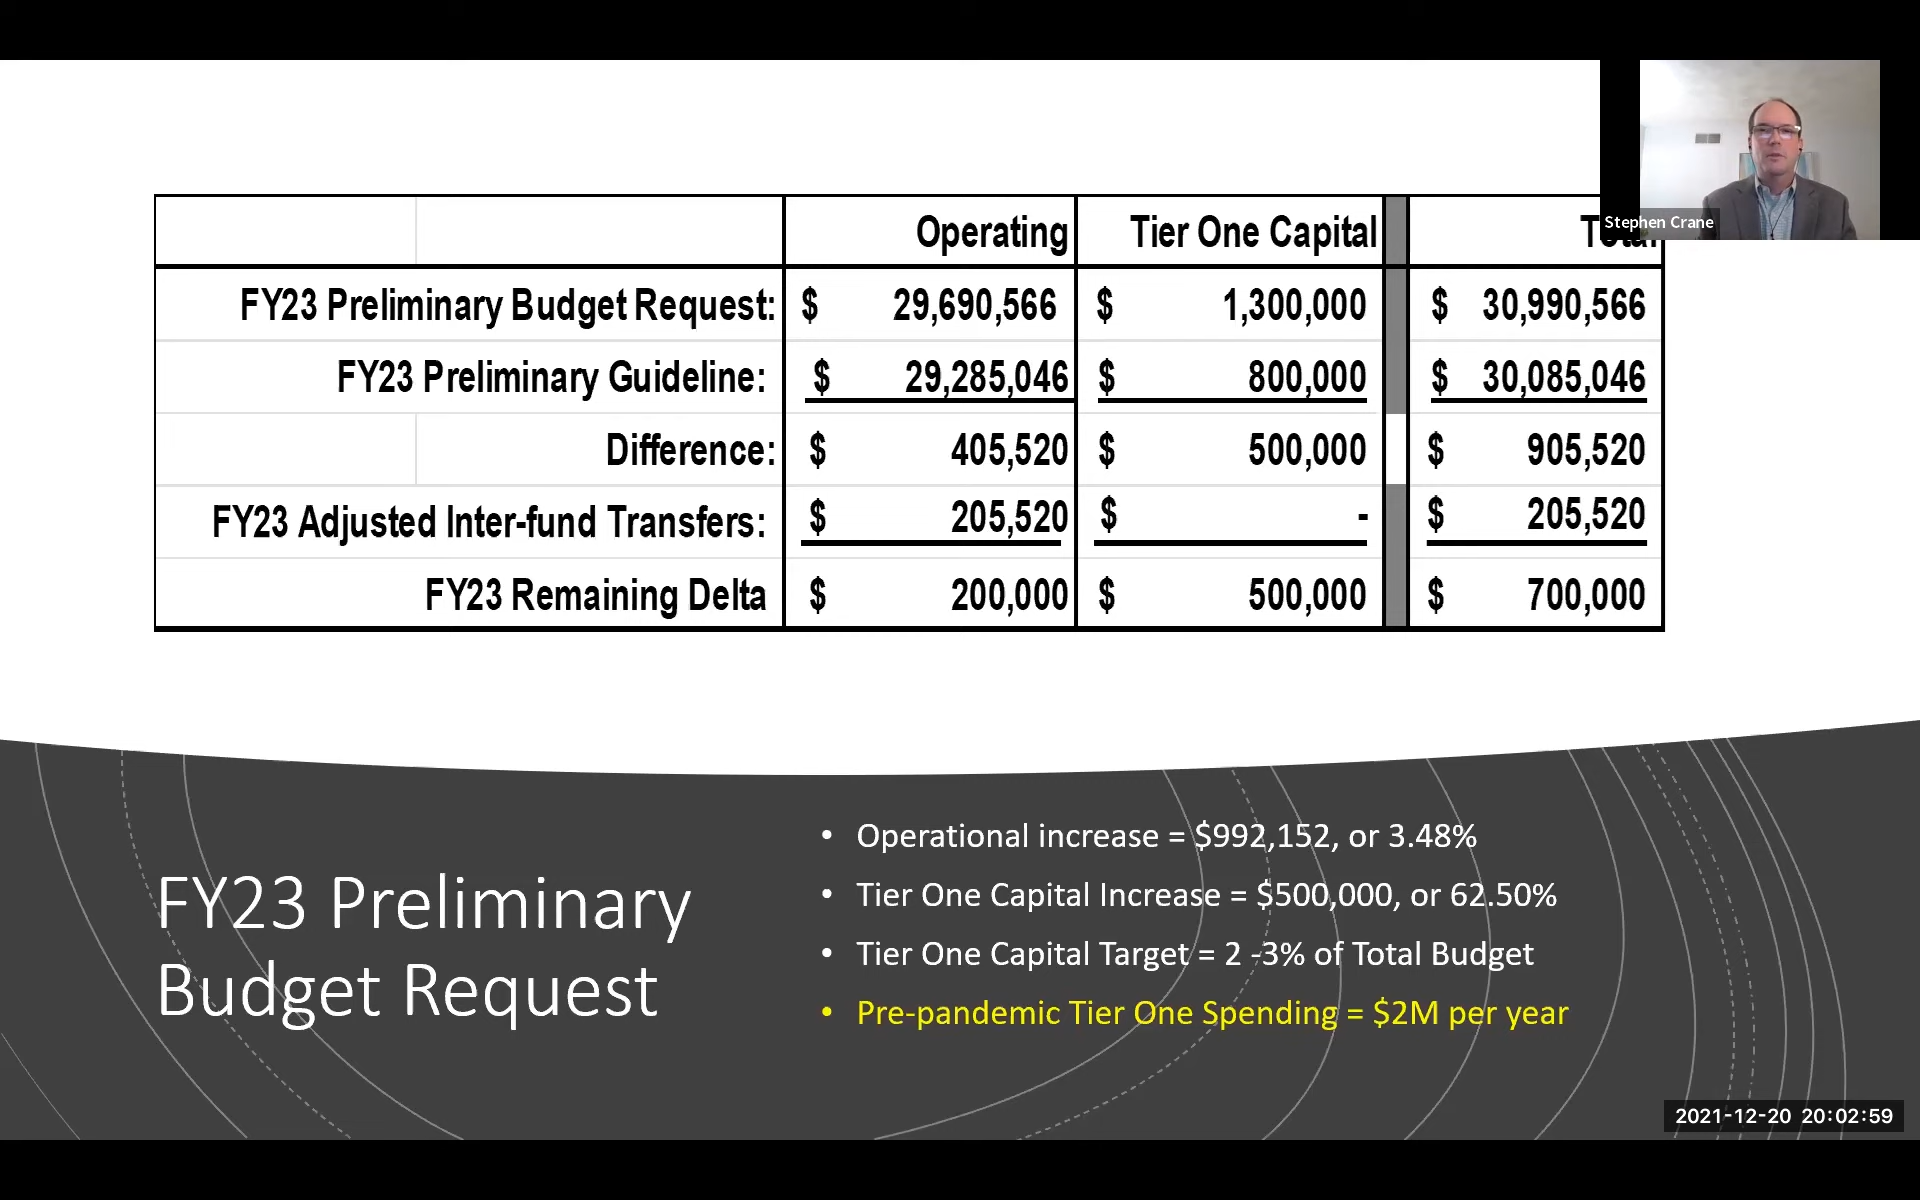 Operating Tier One Capital Total
FY23 Preliminary Budget Request: $ 29,690,566 $ 1,300,000 $ 30,990,566
FY23 Preliminary Guideline: $ 29,285,046 $ 800,000 $ 30,085,046
Difference: $ 405,520 $ 500,000 $ 905,520
FY23 Adjusted Inter-fund Transfers: $ 205,520 $ - $ 205,520
FY23 Remaining Delta $ 200,000 $ 500,000 $ 700,000
Stephen Crane
FY23 Preliminary
Budget Request
• Operational increase = $992,152, or 3.48%
• Tier One Capital Increase = $500,000, or 62.50%
• Tier One Capital Target = 2 -3% of Total Budget
• Pre-pandemic Tier One Spending = $2M per year
2021-12-20 20:02:59